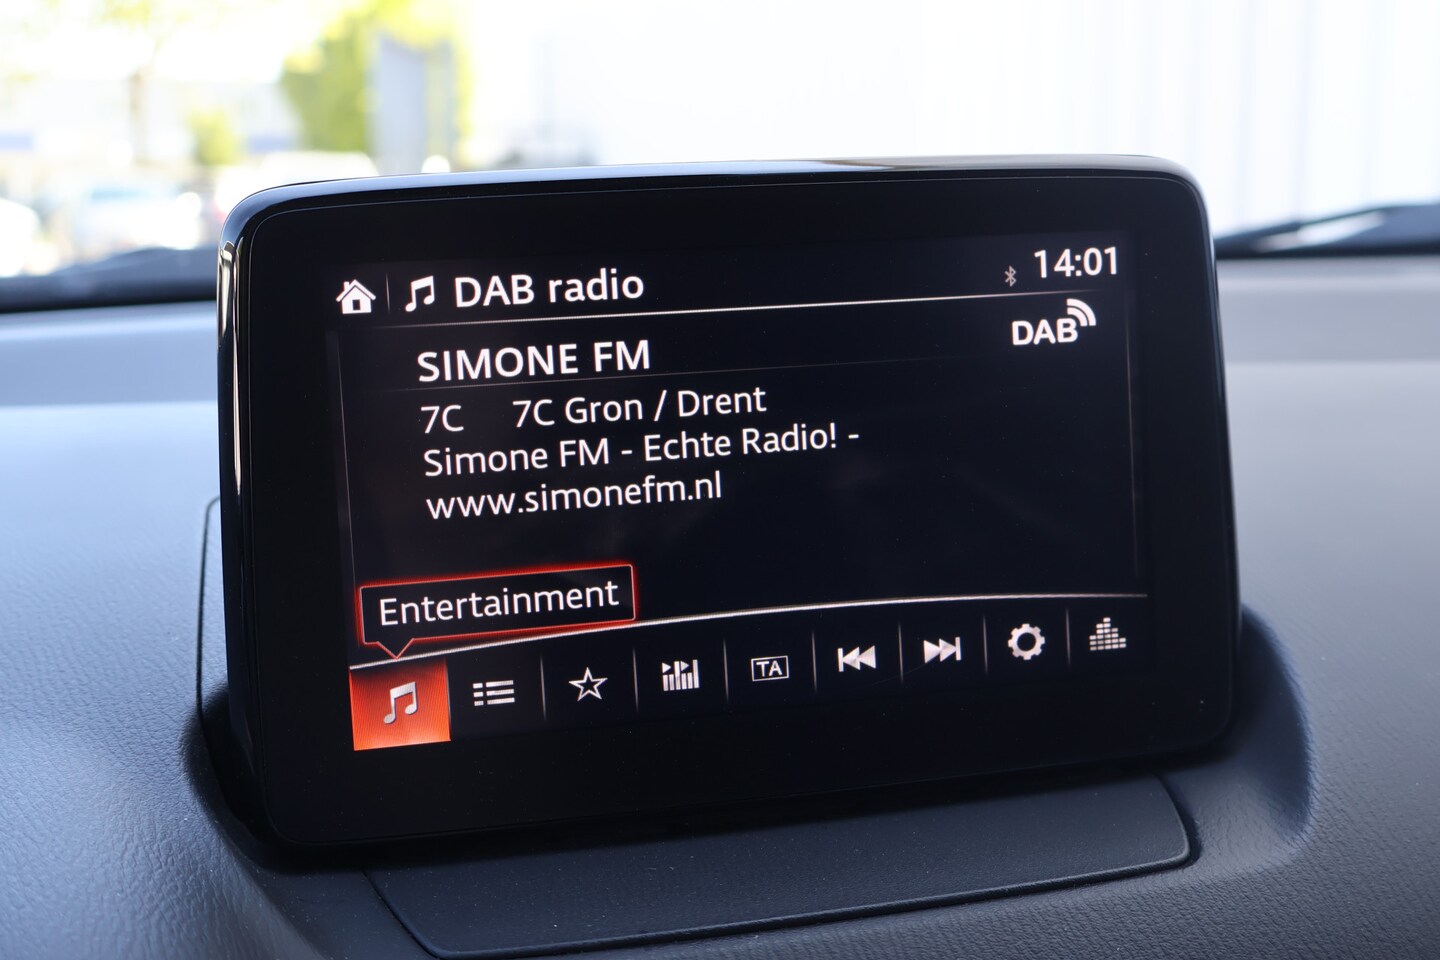 DAB radio
14:01
DAB
SIMONE FM
7C 7C Gron / Drent
Simone FM - Echte Radio! -
www.simonefm.nl
Entertainment
TA